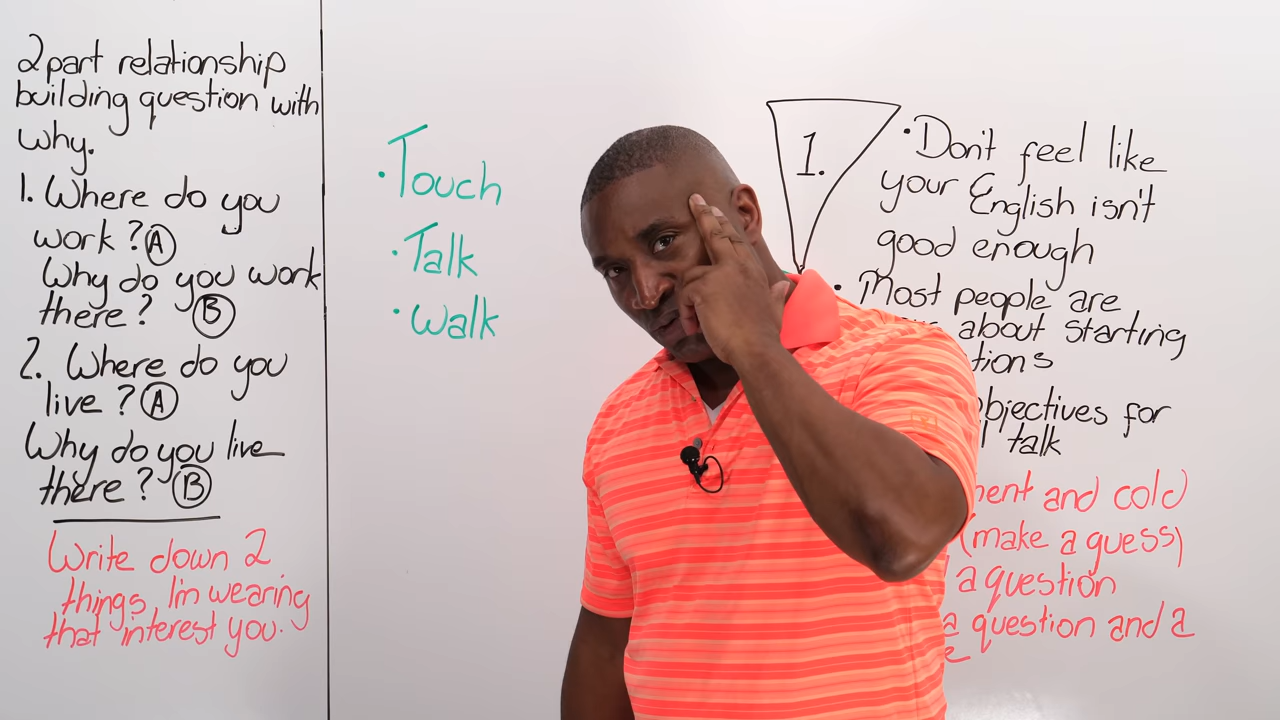 2 part relationship
building question with
why.
1. Where do you
work? A
Why do you work
there? B
2. Where do you
live? A
Why do you live
there? B
Write down 2
things, I'm wearing
that interest you.
• Touch
• Talk
• Walk
1.
• Don't feel like
your English isn't
good enough
• Most people are
about starting
tions
bjectives for
talk
ment and cold
(make a guess)
a question
a question and a